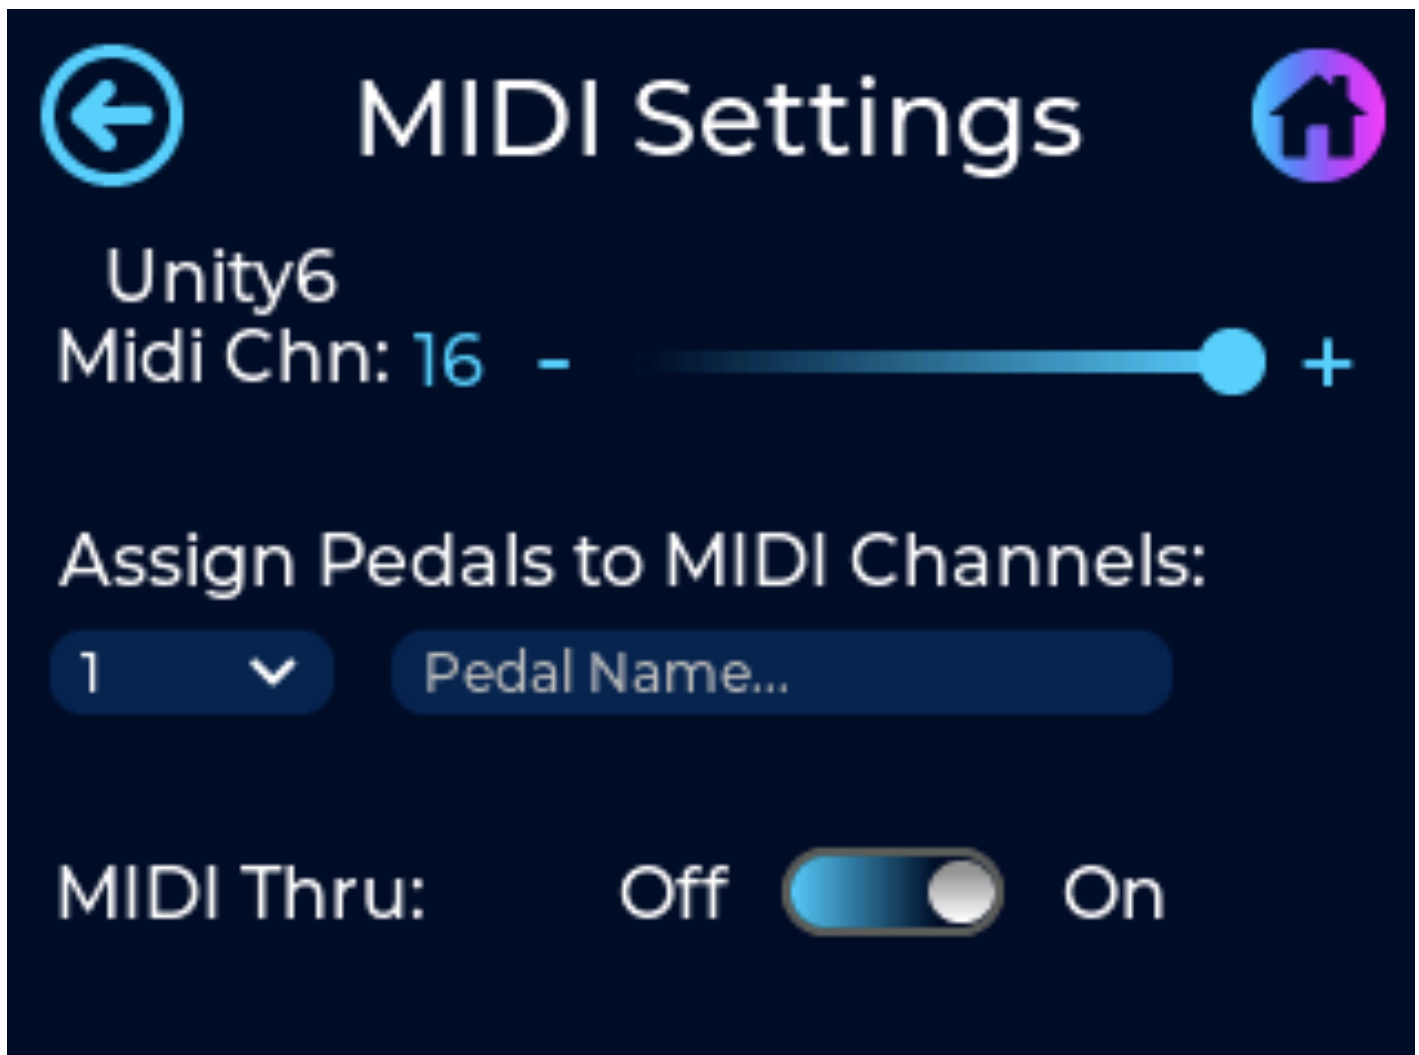 MIDI Settings
Unity6
Midi Chn: 16 - +
Assign Pedals to MIDI Channels:
1 Pedal Name...
MIDI Thru: Off On